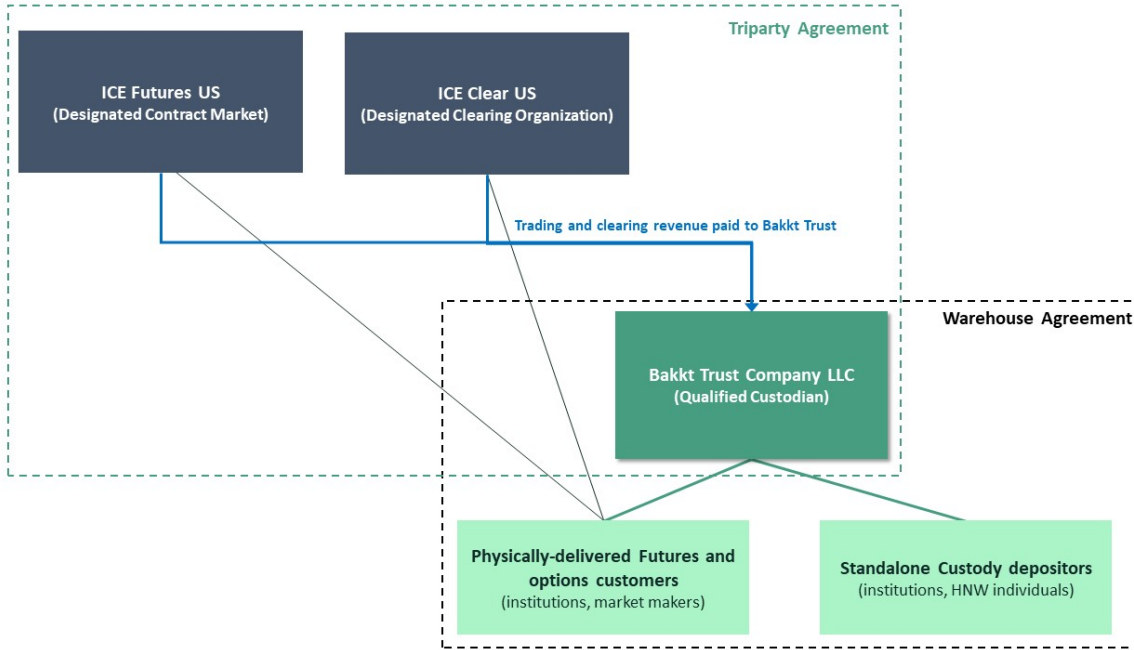 Triparty Agreement
ICE Futures US
(Designated Contract Market)
ICE Clear US
(Designated Clearing Organization)
Trading and clearing revenue paid to Bakkt Trust
Warehouse Agreement
Bakkt Trust Company LLC
(Qualified Custodian)
Physically-delivered Futures and
options customers
(institutions, market makers)
Standalone Custody depositors
(institutions, HNW individuals)